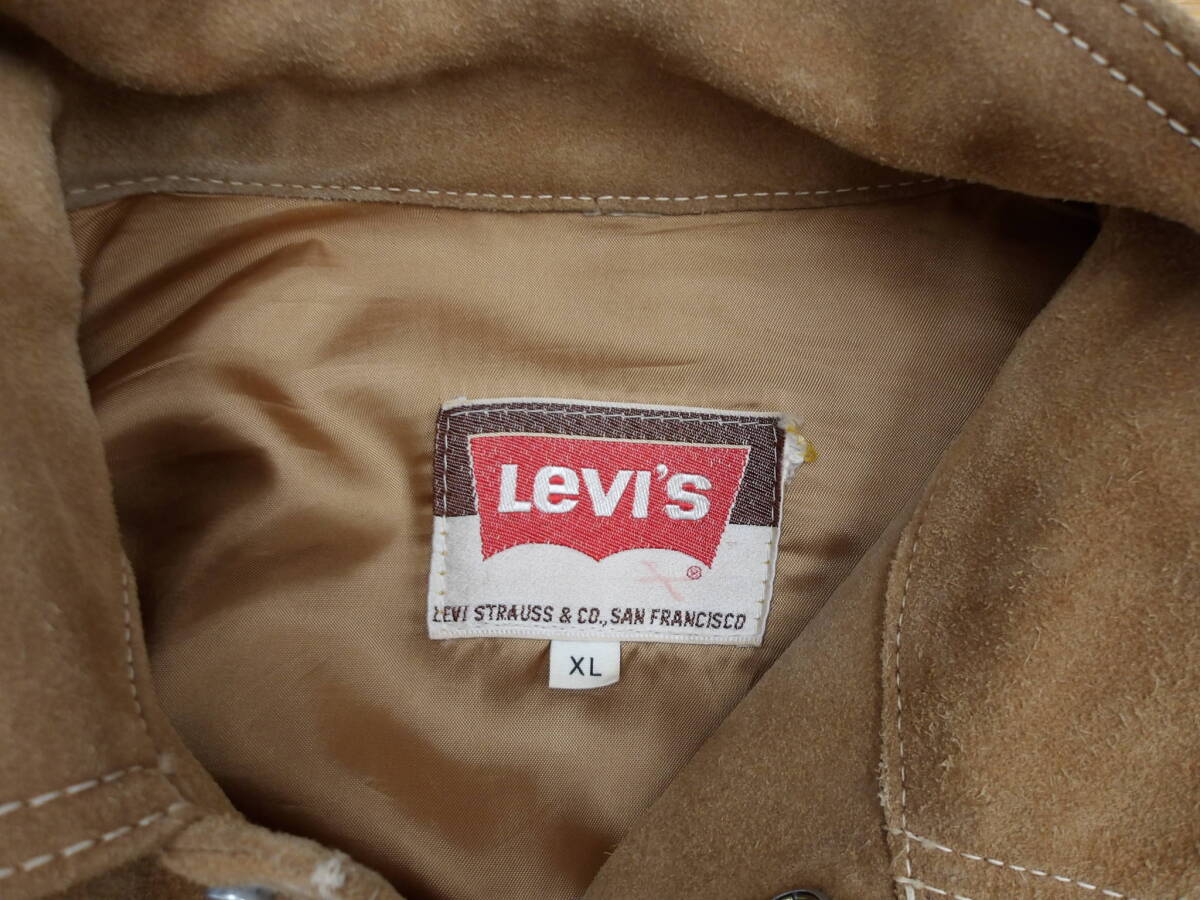 Levi's
®
LEVI STRAUSS & CO., SAN FRANCISCO
XL